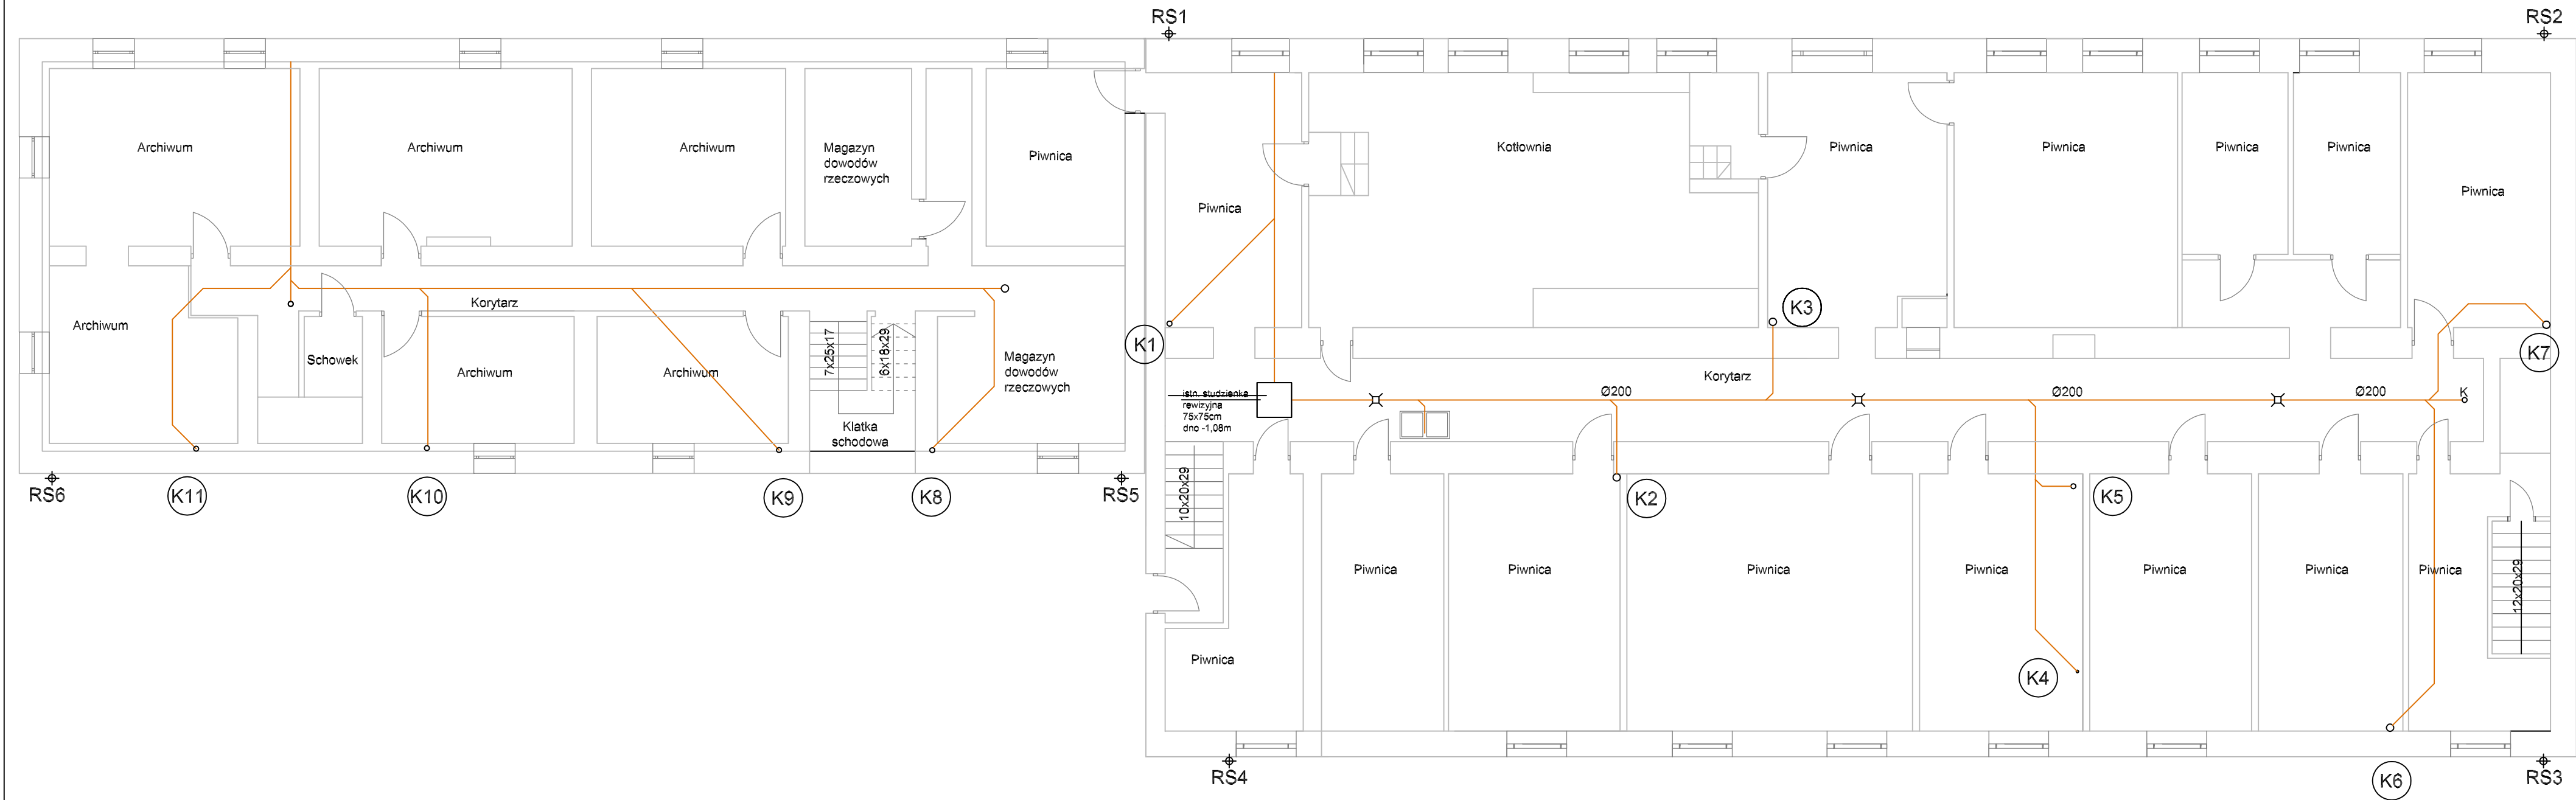 RS1
RS2
Archiwum
Archiwum
Archiwum
Magazyn
dowodów
rzeczowych
Piwnica
Piwnica
Kotłownia
Piwnica
Piwnica
Piwnica
Piwnica
Piwnica
Archiwum
Korytarz
Schowek
Archiwum
Archiwum
7x25x17
6x18x29
Magazyn
dowodów
rzeczowych
Klatka
schodowa
K1
K3
K7
Korytarz
istn. studzienka
rewizyjna
75x75cm
dno -1,08m
Ø200
Ø200
Ø200
K
RS6
K11
K10
K9
K8
RS5
10x20x29
K2
K5
Piwnica
Piwnica
Piwnica
Piwnica
Piwnica
Piwnica
Piwnica
12x20x29
Piwnica
K4
RS4
K6
RS3